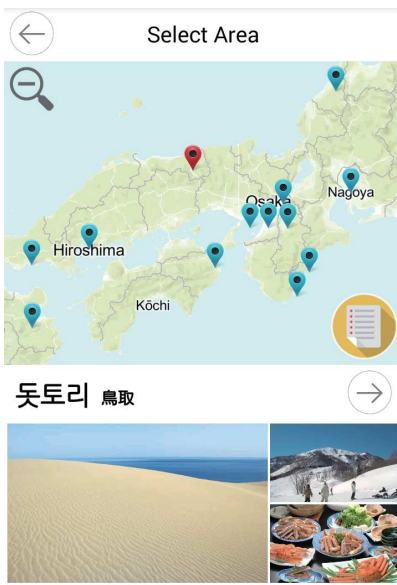 Select Area
Osaka
Nagoya
Hiroshima
Kōchi
돗토리 鳥取